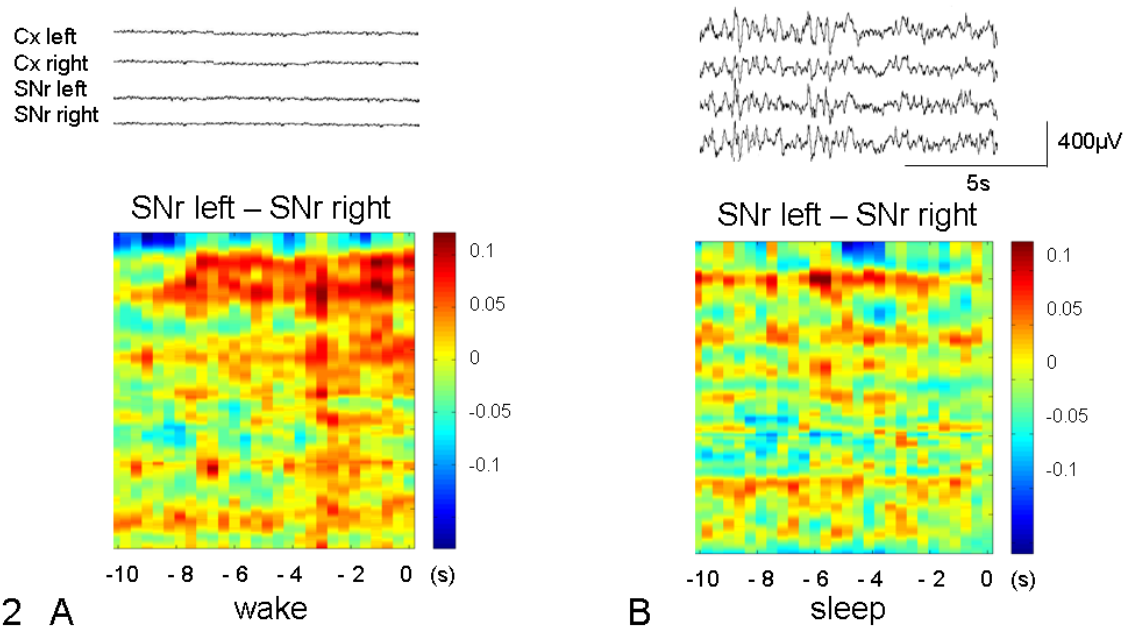 Cx left
Cx right
SNr left
SNr right
400µV
5s
SNr left – SNr right
0.1
0.05
0
-0.05
-0.1
-10 - 8 - 6 - 4 - 2 0 (s)
wake
SNr left – SNr right
0.1
0.05
0
-0.05
-0.1
-10 - 8 -6 -4 - 2 0 (s)
sleep
2 A
B